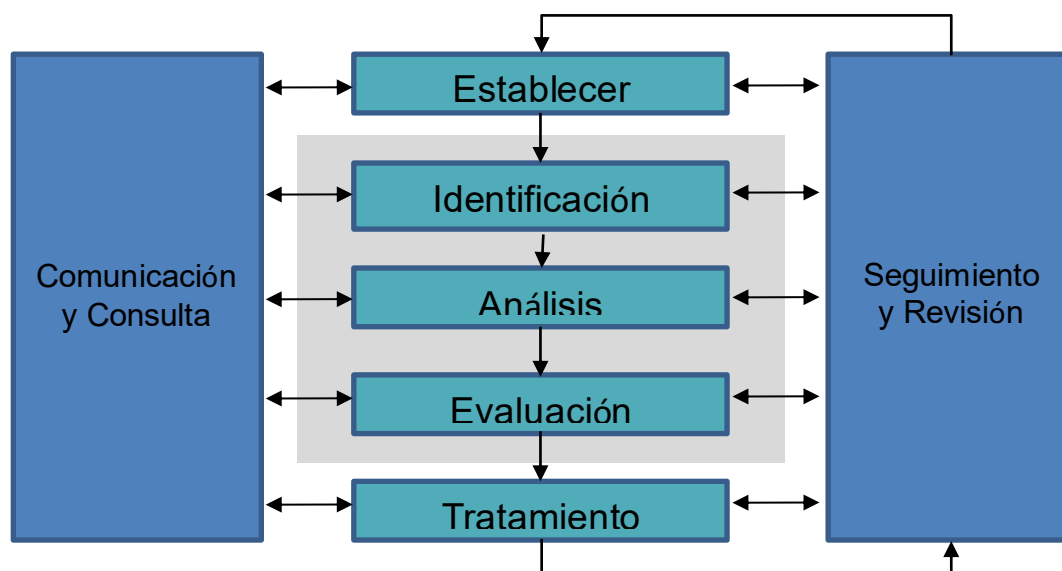 Establecer
Identificación
Análisis
Evaluación
Tratamiento
Comunicación
y Consulta
Seguimiento
y Revisión